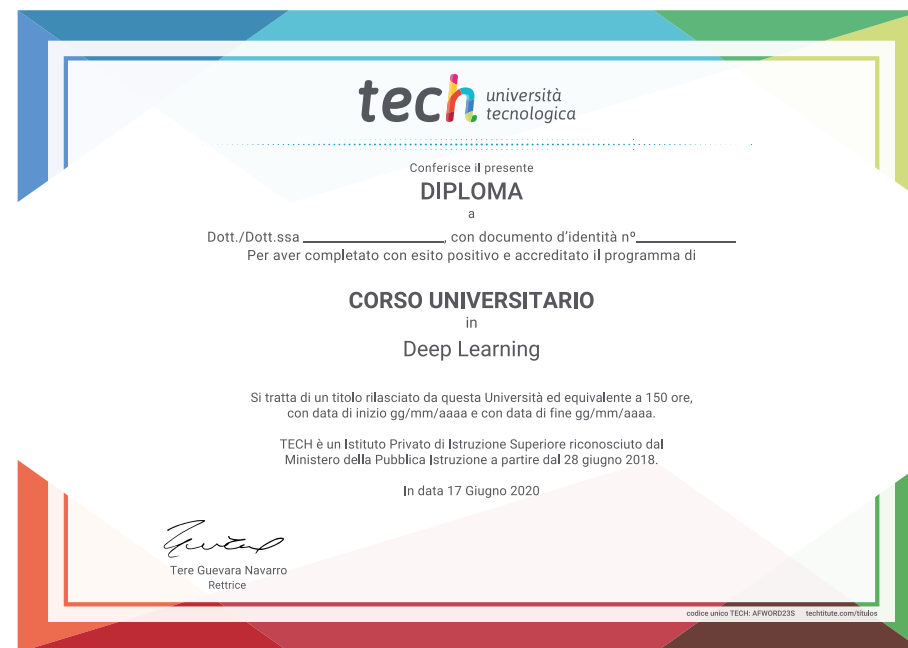 tech università
tecnologica
Conferisce il presente
DIPLOMA
a
Dott./Dott.ssa ______________, con documento d'identità nº__________
Per aver completato con esito positivo e accreditato il programma di
CORSO UNIVERSITARIO
in
Deep Learning
Si tratta di un titolo rilasciato da questa Università ed equivalente a 150 ore,
con data di inizio gg/mm/aaaa e con data di fine gg/mm/aaaa.
TECH è un Istituto Privato di Istruzione Superiore riconosciuto dal
Ministero della Pubblica Istruzione a partire dal 28 giugno 2018.
In data 17 Giugno 2020
Tere Guevara Navarro
Rettrice
codice unico TECH: AFWORD23S techtitute.com/titulos